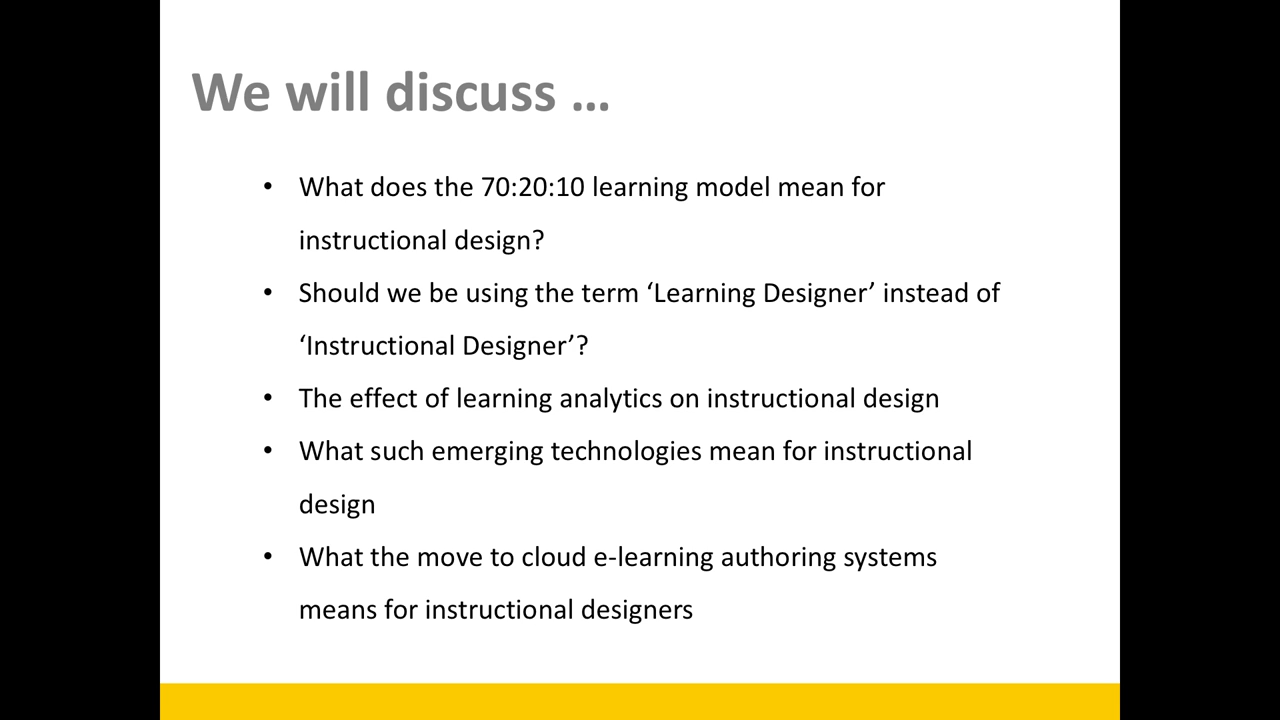 We will discuss …
• What does the 70:20:10 learning model mean for
instructional design?
• Should we be using the term ‘Learning Designer’ instead of
‘Instructional Designer’?
• The effect of learning analytics on instructional design
• What such emerging technologies mean for instructional
design
• What the move to cloud e-learning authoring systems
means for instructional designers